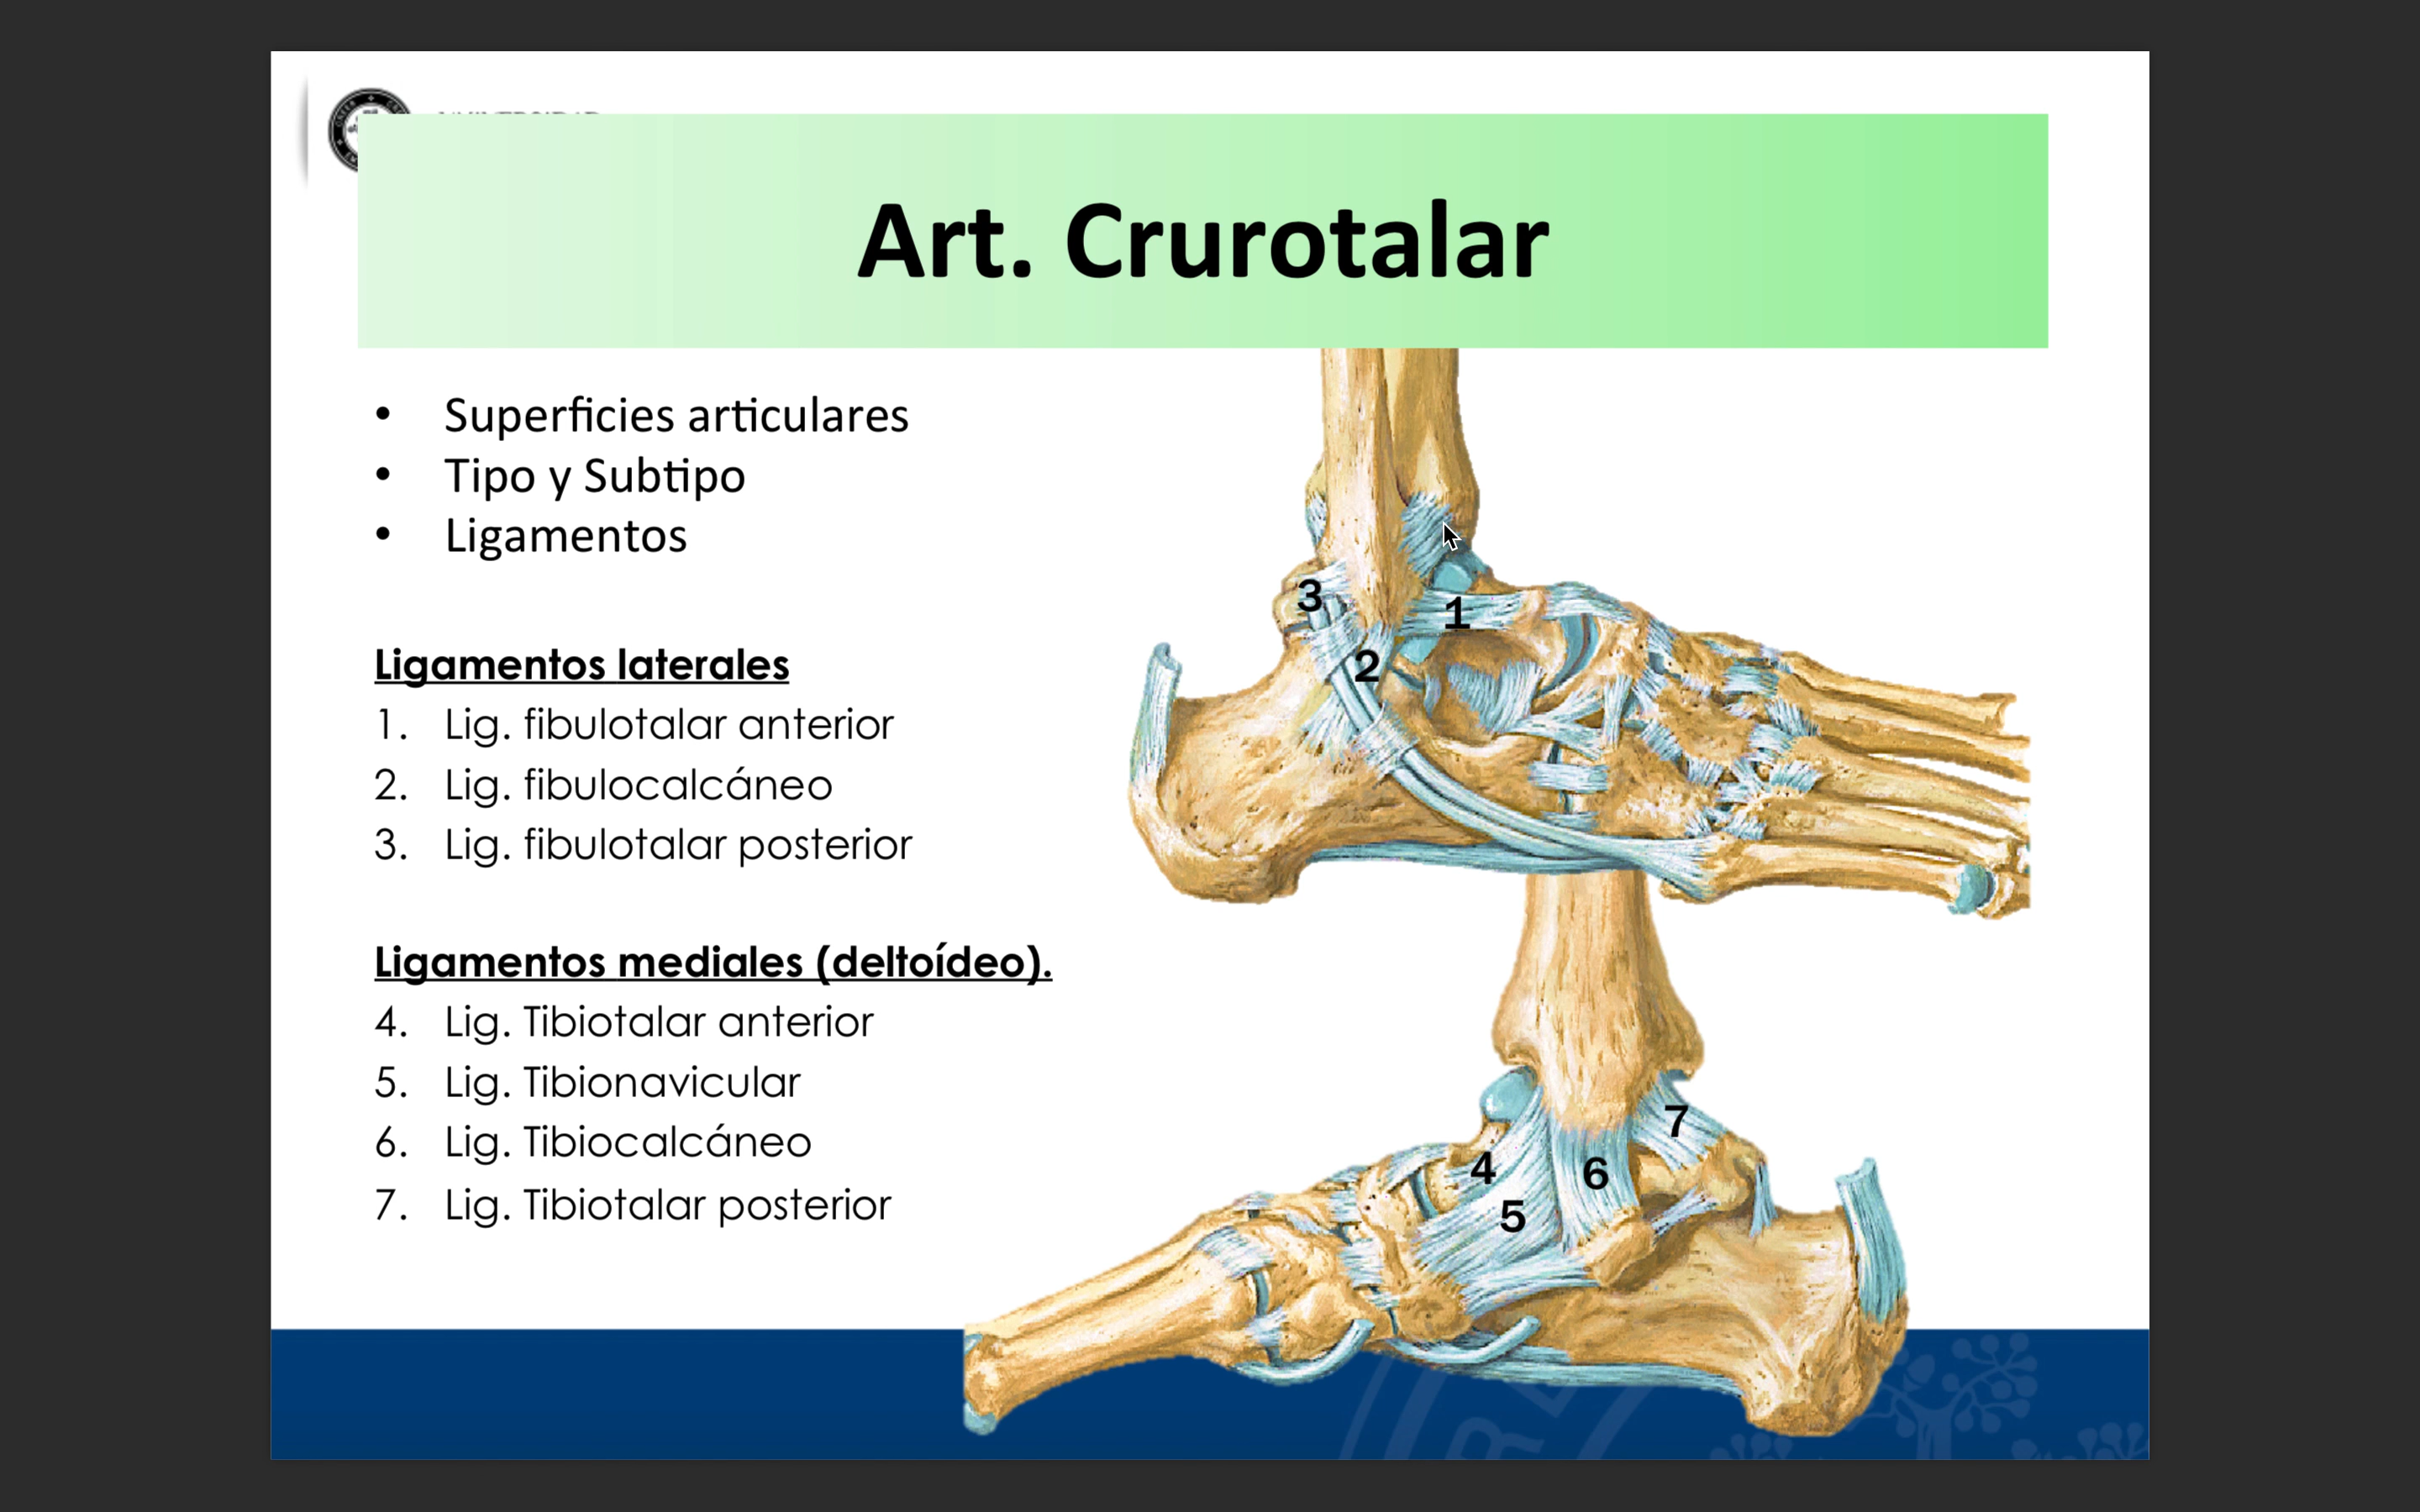 Art. Crurotalar
• Superficies articulares
• Tipo y Subtipo
• Ligamentos
Ligamentos laterales
1. Lig. fibulotalar anterior
2. Lig. fibulocalcáneo
3. Lig. fibulotalar posterior
Ligamentos mediales (deltoídeo).
4. Lig. Tibiotalar anterior
5. Lig. Tibionavicular
6. Lig. Tibiocalcáneo
7. Lig. Tibiotalar posterior
3
1
2
7
4
6
5